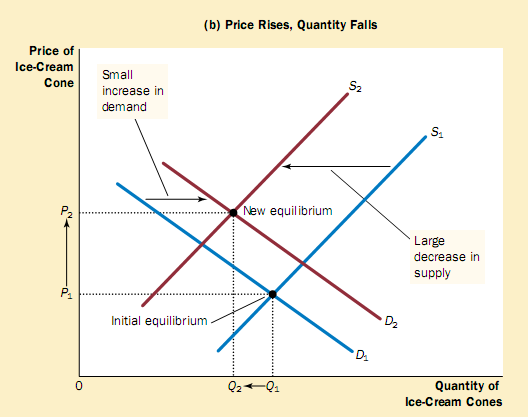 (b) Price Rises, Quantity Falls
Price of
Ice-Cream
Cone
Small
increase in
demand
S2
S1
P2
New equilibrium
Large
decrease in
supply
P1
Initial equilibrium
D2
D1
0
Q2
Q1
Quantity of
Ice-Cream Cones